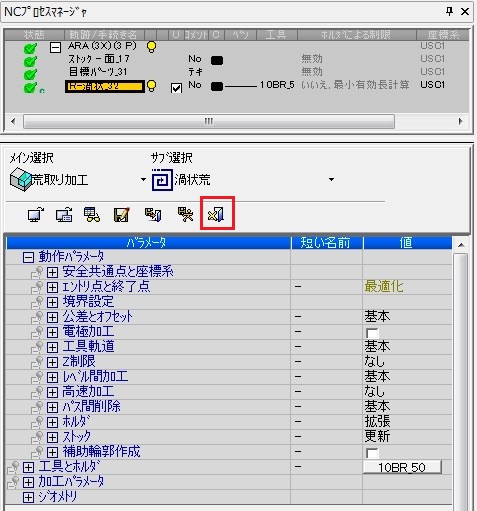 NCプロセスマネージャ
状態 軌跡/手続き名 U コメント C ペン 工具 ホルダによる制限 座標系
ARA (3X)(3 P) USC1
ストック - 面_17 No 無効 USC1
目標パーツ_31 テキ 無効 USC1
R-渦状_32 No 10BR_5 いいえ、最小有効長計算 USC1
メイン選択 サブ選択
荒取り加工 渦状荒
パラメータ 短い名前 値
動作パラメータ
安全共通点と座標系
エントリ点と終了点 - 最適化
境界設定
公差とオフセット - 基本
電極加工 -
工具軌道 - 基本
Z制限 - なし
レベル間加工 - 基本
高速加工 - なし
パス間削除 - 基本
ホルダ - 拡張
ストック - 更新
補助輪郭作成 -
工具とホルダ - 10BR_50
加工パラメータ
ジオメトリ